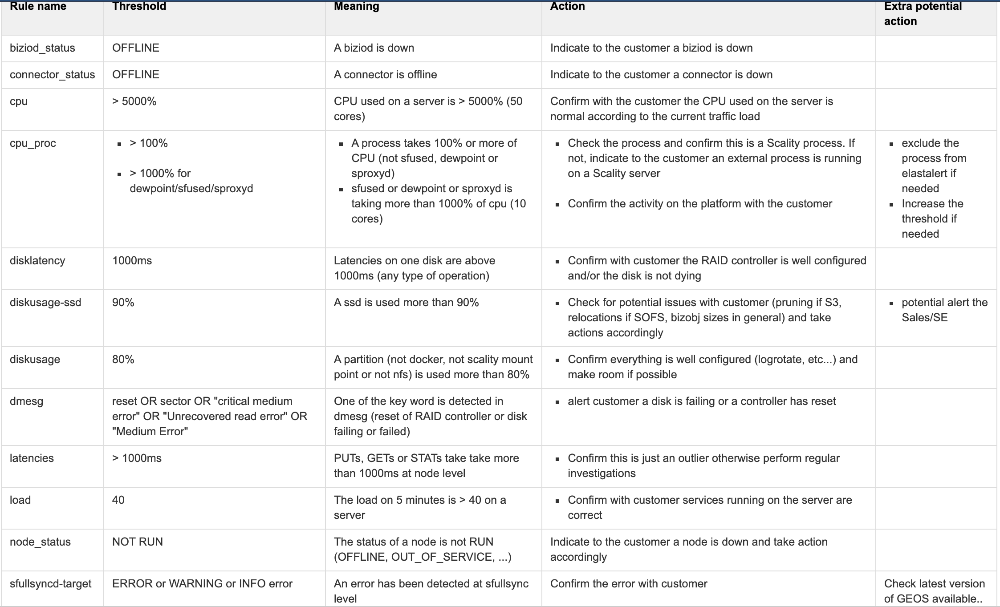 Rule name
Threshold
Meaning
Action
Extra potential
action
biziod_status
OFFLINE
A biziod is down
Indicate to the customer a biziod is down
connector_status
OFFLINE
A connector is offline
Indicate to the customer a connector is down
cpu
> 5000%
CPU used on a server is > 5000% (50
cores)
Confirm with the customer the CPU used on the server is
normal according to the current traffic load
cpu_proc
▪ > 100%
▪ > 1000% for
dewpoint/sfused/sproxyd
▪ A process takes 100% or more of
CPU (not sfused, dewpoint or
sproxyd)
▪ sfused or dewpoint or sproxyd is
taking more than 1000% of cpu (10
cores)
▪ Check the process and confirm this is a Scality process. If
not, indicate to the customer an external process is running
on a Scality server
▪ Confirm the activity on the platform with the customer
▪ exclude the
process from
elastalert if
needed
▪ Increase the
threshold if
needed
disklatency
1000ms
Latencies on one disk are above
1000ms (any type of operation)
▪ Confirm with customer the RAID controller is well configured
and/or the disk is not dying
diskusage-ssd
90%
A ssd is used more than 90%
▪ Check for potential issues with customer (pruning if S3,
relocations if SOFS, bizobj sizes in general) and take
actions accordingly
▪ potential alert the
Sales/SE
diskusage
80%
A partition (not docker, not scality mount
point or not nfs) is used more than 80%
▪ Confirm everything is well configured (logrotate, etc...) and
make room if possible
dmesg
reset OR sector OR "critical medium
error" OR "Unrecovered read error" OR
"Medium Error"
One of the key word is detected in
dmesg (reset of RAID controller or disk
failing or failed)
▪ alert customer a disk is failing or a controller has reset
latencies
> 1000ms
PUTs, GETs or STATs take take more
than 1000ms at node level
▪ Confirm this is just an outlier otherwise perform regular
investigations
load
40
The load on 5 minutes is > 40 on a
server
▪ Confirm with customer services running on the server are
correct
node_status
NOT RUN
The status of a node is not RUN
(OFFLINE, OUT_OF_SERVICE, ...)
Indicate to the customer a node is down and take action
accordingly
sfullsyncd-target
ERROR or WARNING or INFO error
An error has been detected at sfullsync
level
Confirm the error with customer
Check latest version
of GEOS available..